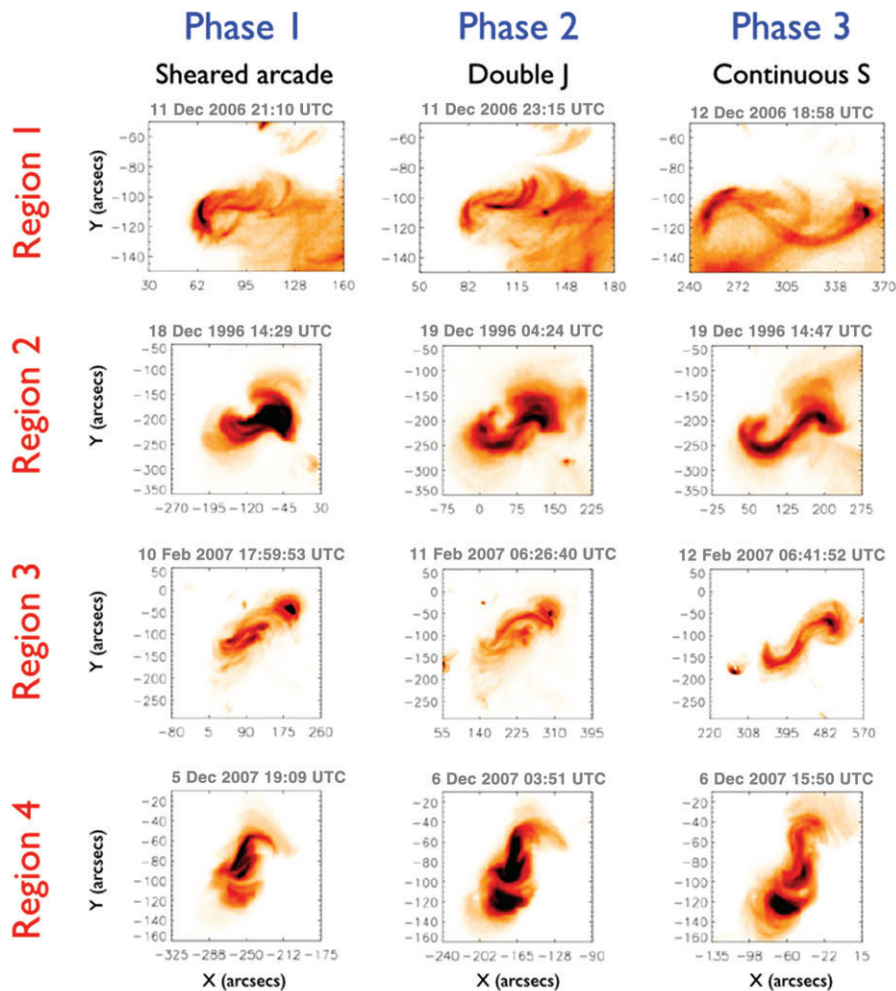 Phase 1 Phase 2 Phase 3
Sheared arcade Double J Continuous S
Region 1
11 Dec 2006 21:10 UTC 11 Dec 2006 23:15 UTC 12 Dec 2006 18:58 UTC
Y (arcsecs)
-60 -60 -60
-80 -80 -80
-100 -100 -100
-120 -120 -120
-140 -140 -140
30 62 95 128 160 50 82 115 148 182 240 272 305 338 370
Region 2
18 Dec 1996 14:29 UTC 19 Dec 1996 04:24 UTC 19 Dec 1996 14:47 UTC
Y (arcsecs)
-50 -50 -50
-100 -100 -100
-150 -150 -150
-200 -200 -200
-250 -250 -250
-300 -300 -300
-350 -350 -350
-270 -195 -120 -45 30 -75 0 75 150 225 -25 50 125 200 275
Region 3
10 Feb 2007 17:59:53 UTC 11 Feb 2007 06:26:40 UTC 12 Feb 2007 06:41:52 UTC
Y (arcsecs)
50 50 50
0 0 0
-50 -50 -50
-100 -100 -100
-150 -150 -150
-200 -200 -200
-250 -250 -250
-80 5 90 175 260 55 140 225 310 395 220 308 395 482 570
Region 4
5 Dec 2007 19:09 UTC 6 Dec 2007 03:51 UTC 6 Dec 2007 15:50 UTC
Y (arcsecs)
-20 -20 -20
-40 -40 -40
-60 -60 -60
-80 -80 -80
-100 -100 -100
-120 -120 -120
-140 -140 -140
-160 -160 -160
-325 -288 -250 -212 -175 -240 -202 -165 -128 -90 -135 -98 -60 -22 15
X (arcsecs) X (arcsecs) X (arcsecs)